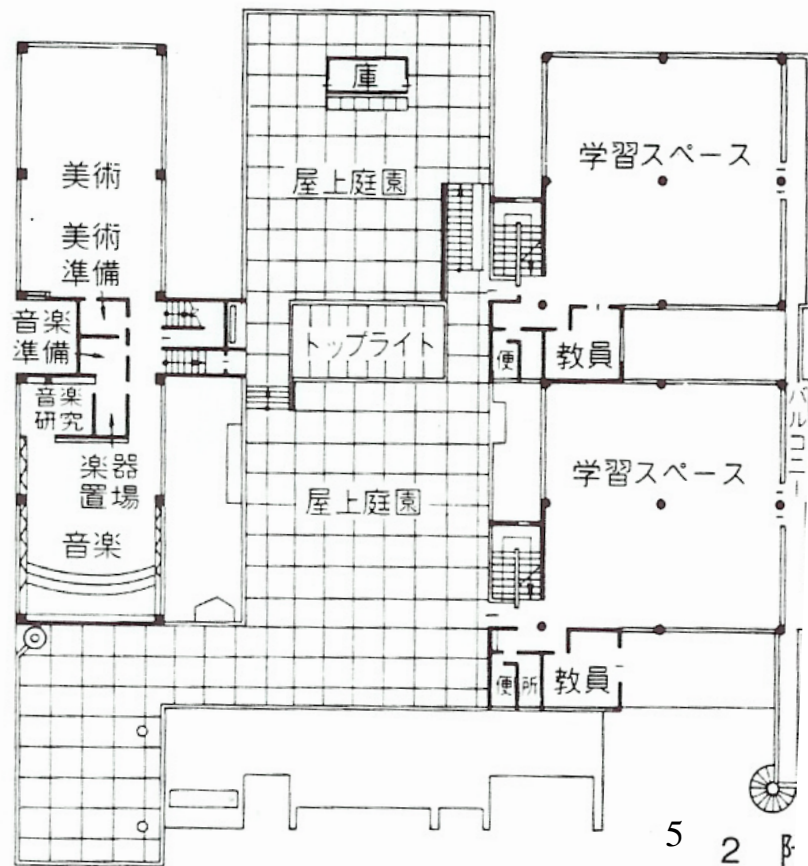 庫
学習スペース
美術
屋上庭園
美術
準備
音楽
準備
トップライト
便
教員
音楽
研究
バルコニー
楽器
置場
学習スペース
屋上庭園
音楽
便所
教員
5
2